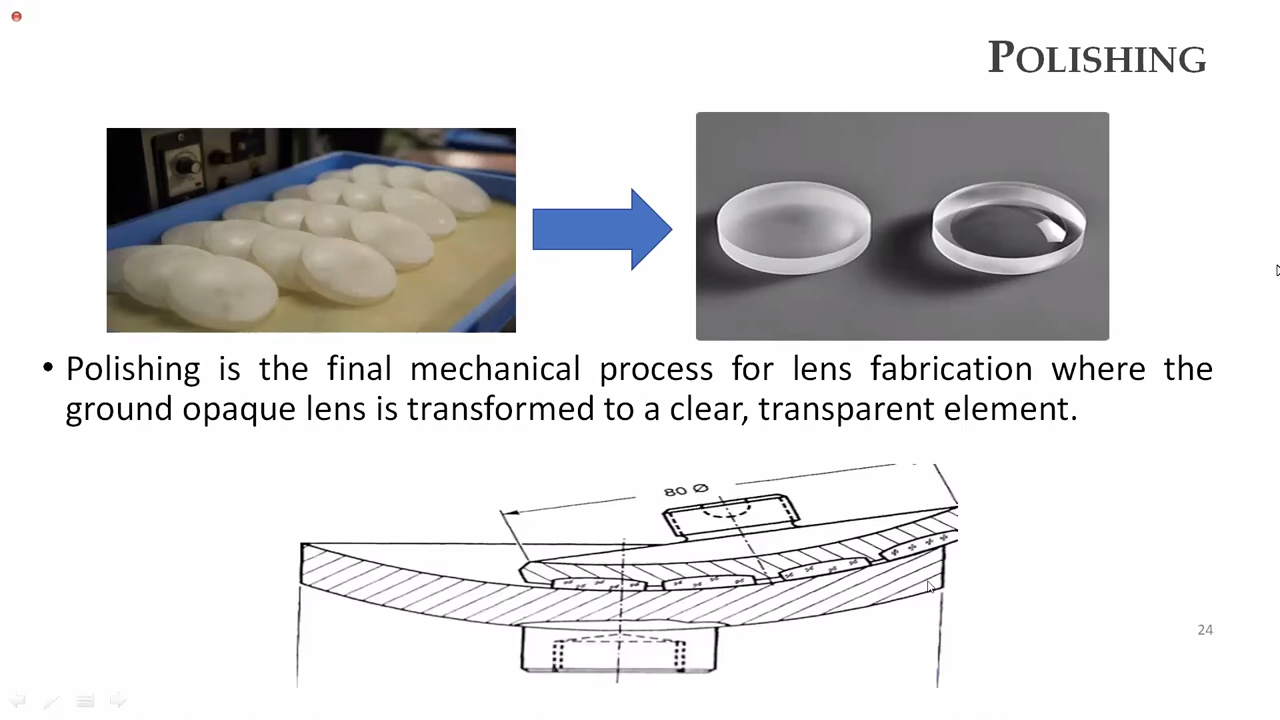 POLISHING
• Polishing is the final mechanical process for lens fabrication where the
ground opaque lens is transformed to a clear, transparent element.
80 Ø
24